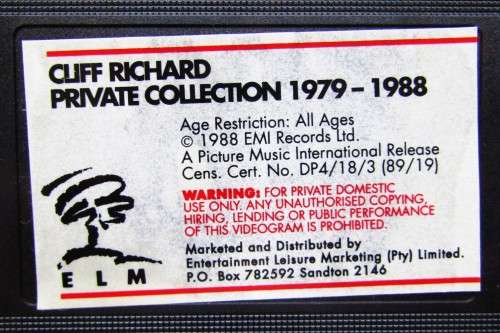 CLIFF RICHARD
PRIVATE COLLECTION 1979 – 1988
Age Restriction: All Ages
© 1988 EMI Records Ltd.
A Picture Music International Release
Cens. Cert. No. DP4/18/3 (89/19)
WARNING: FOR PRIVATE DOMESTIC
USE ONLY. ANY UNAUTHORISED COPYING,
HIRING, LENDING OR PUBLIC PERFORMANCE
OF THIS VIDEOGRAM IS PROHIBITED.
Marketed and Distributed by
Entertainment Leisure Marketing (Pty) Limited.
P.O. Box 782592 Sandton 2146
E L M